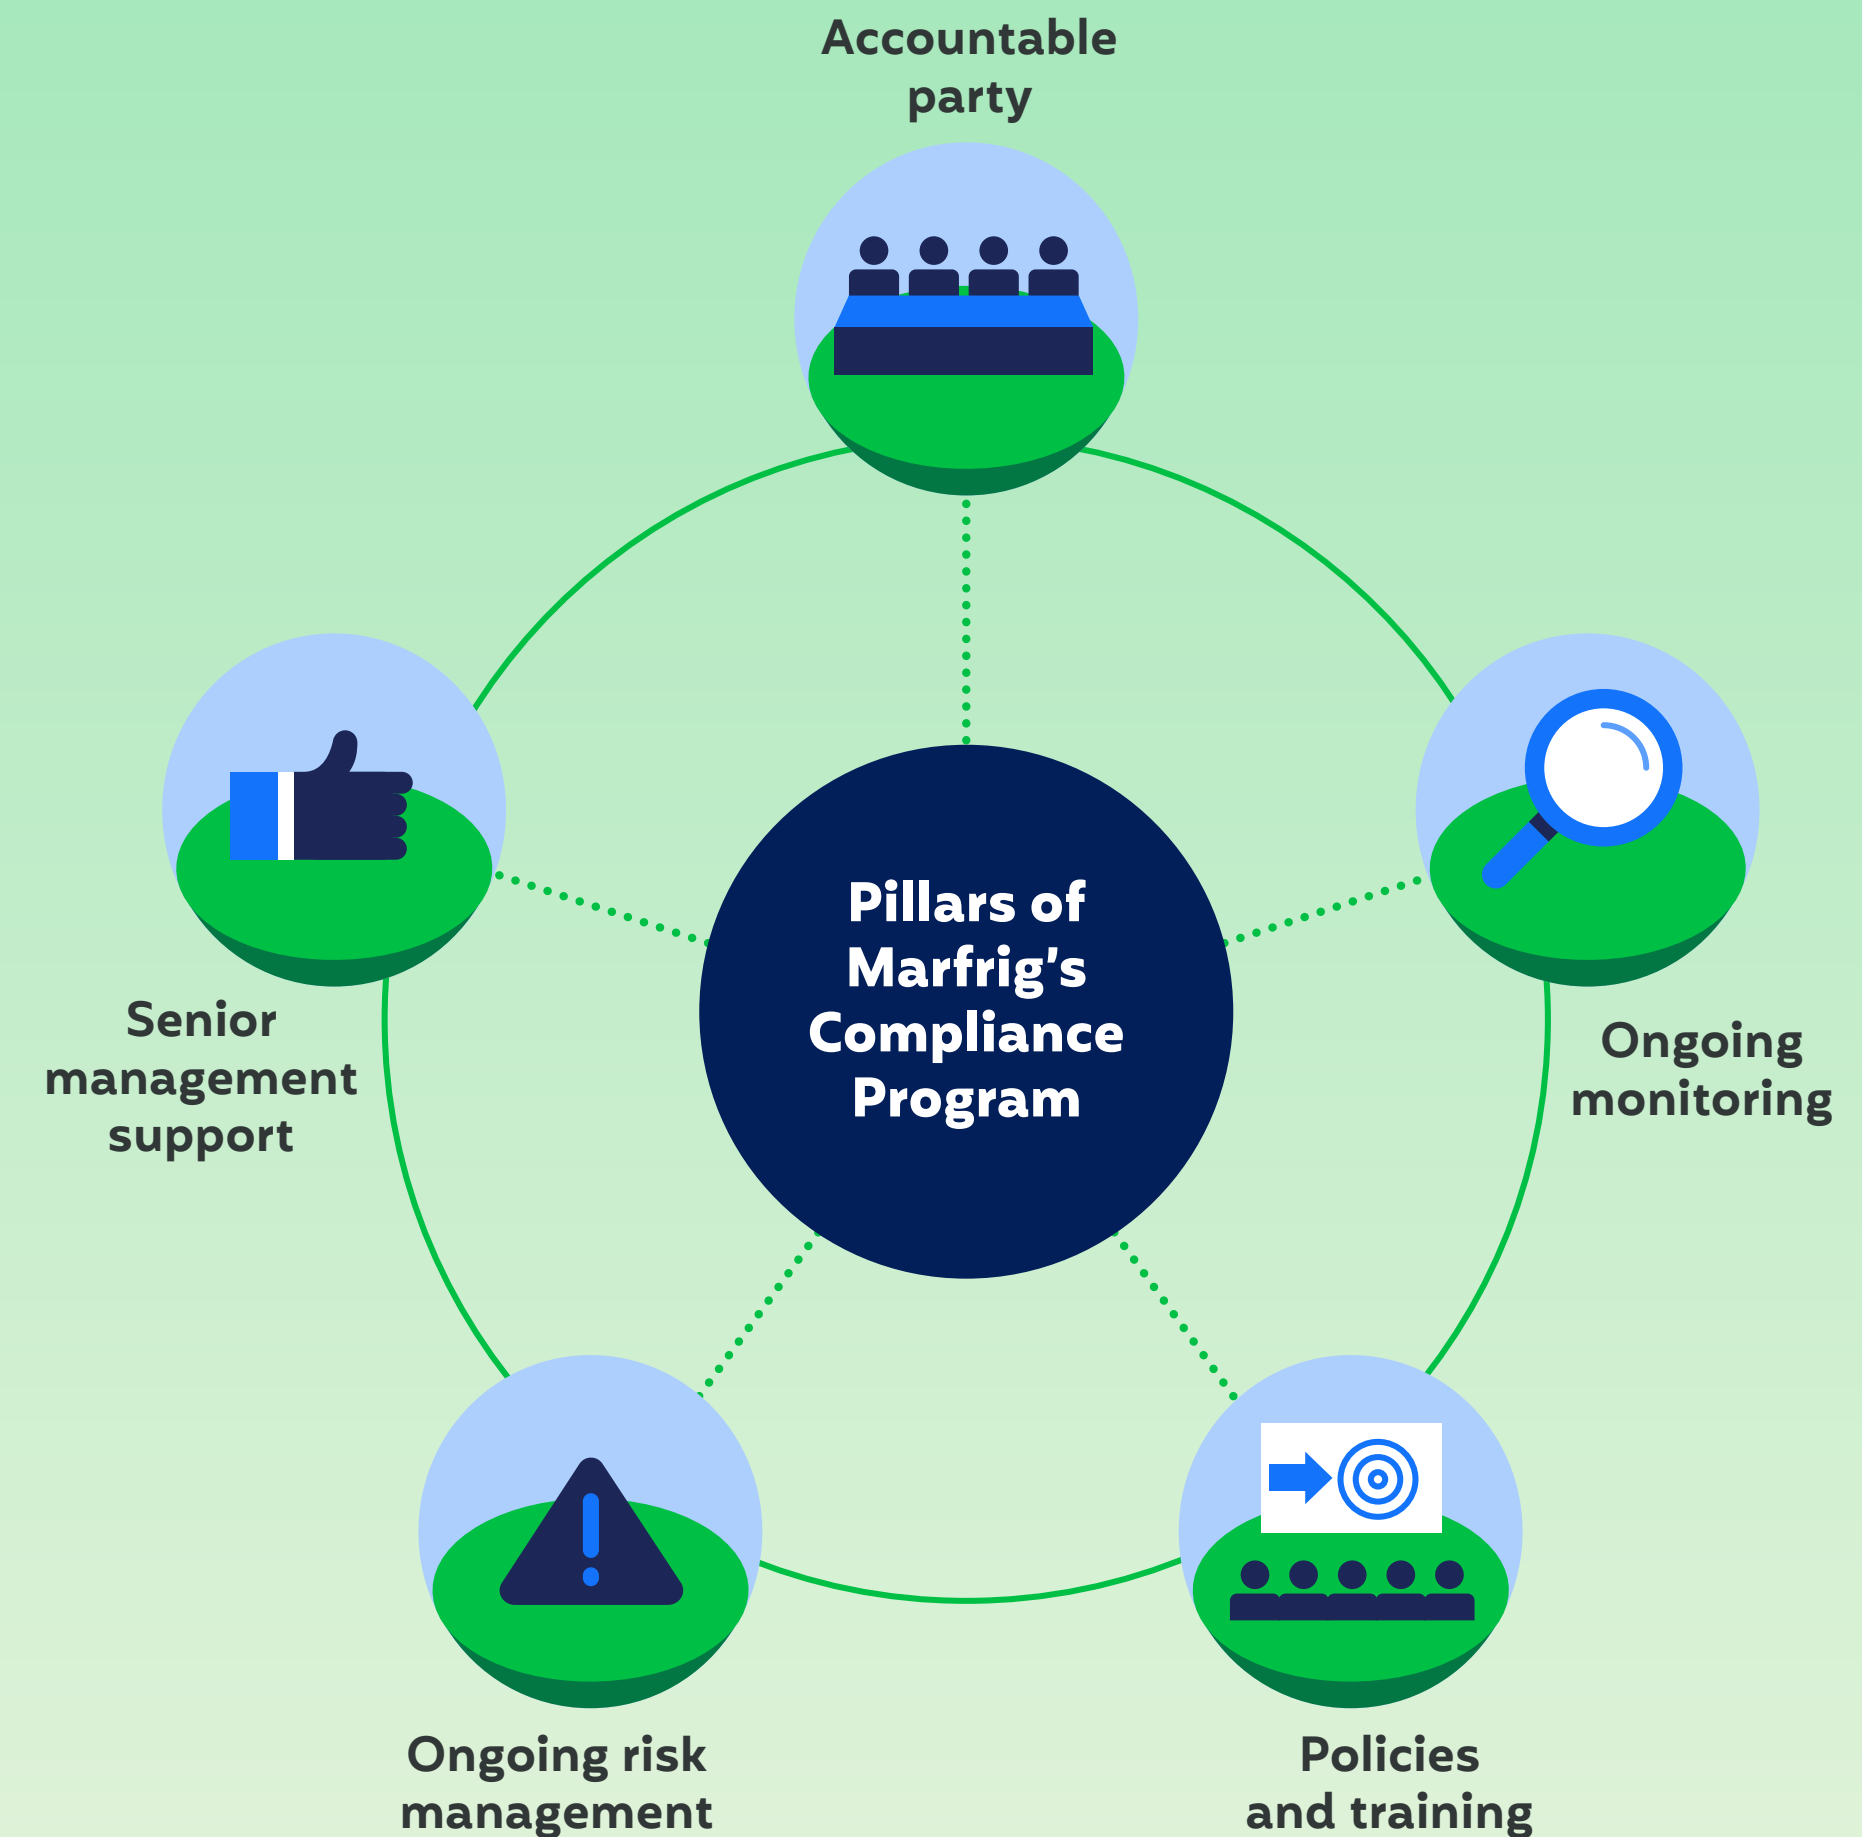 Accountable
party
Pillars of
Marfrig’s
Compliance
Program
Senior
management
support
Ongoing
monitoring
Ongoing risk
management
Policies
and training